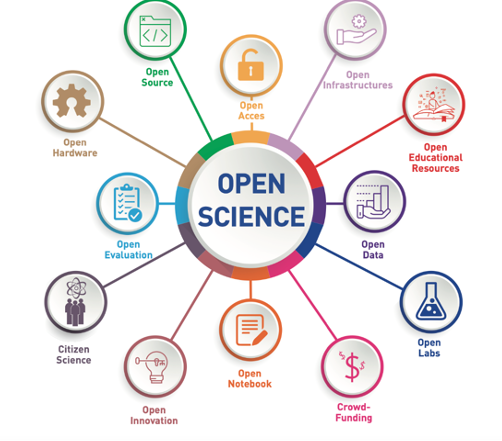 Open
Source
Open
Acces
Open
Infrastructures
Open
Hardware
Open
Educational
Resources
OPEN
SCIENCE
Open
Evaluation
Open
Data
Citizen
Science
Open
Labs
Open
Innovation
Open
Notebook
Crowd-
Funding